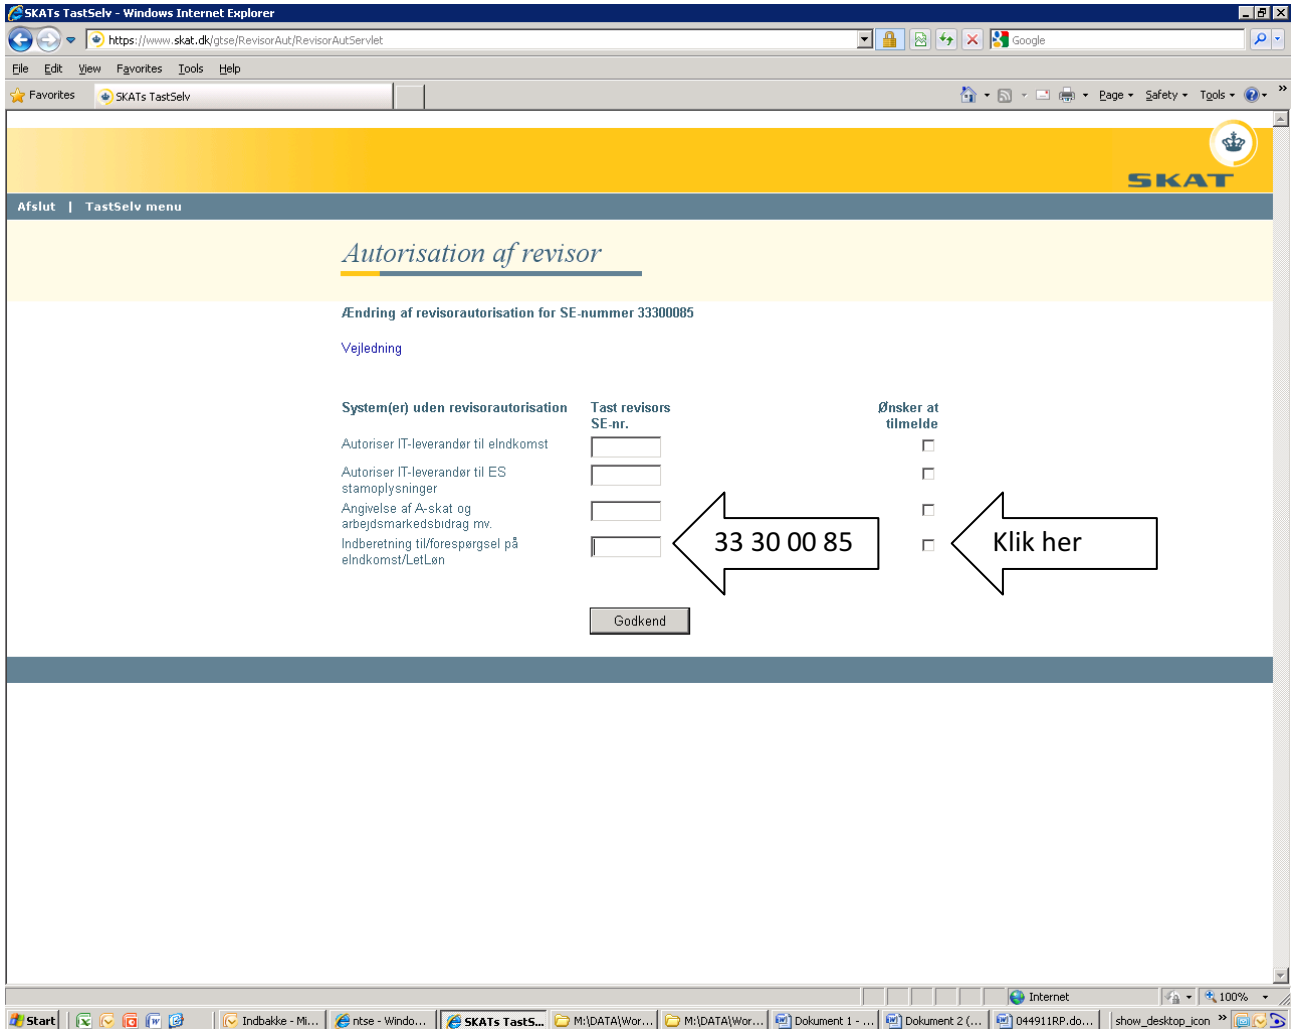 SKATs TastSelv - Windows Internet Explorer
https://www.skat.dk/gtse/RevisorAut/RevisorAutServlet
Google
File Edit View Favorites Tools Help
Favorites SKATs TastSelv
Page Safety Tools »
SKAT
Afslut | TastSelv menu
Autorisation af revisor
Ændring af revisorautorisation for SE-nummer 33300085
Vejledning
System(er) uden revisorautorisation Tast revisors SE-nr. Ønsker at tilmelde
Autoriser IT-leverandør til eIndkomst
Autoriser IT-leverandør til ES
stamoplysninger
Angivelse af A-skat og
arbejdsmarkedsbidrag mv.
Indberetning til/forespørgsel på
eIndkomst/LetLøn
33 30 00 85 Klik her
Godkend
Internet 100%
Start Indbakke - Mi... ntse - Windo... SKATs TastS... M:\DATA\Wor... M:\DATA\Wor... Dokument 1 - ... Dokument 2 (... 044911RP.do... show_desktop_icon »